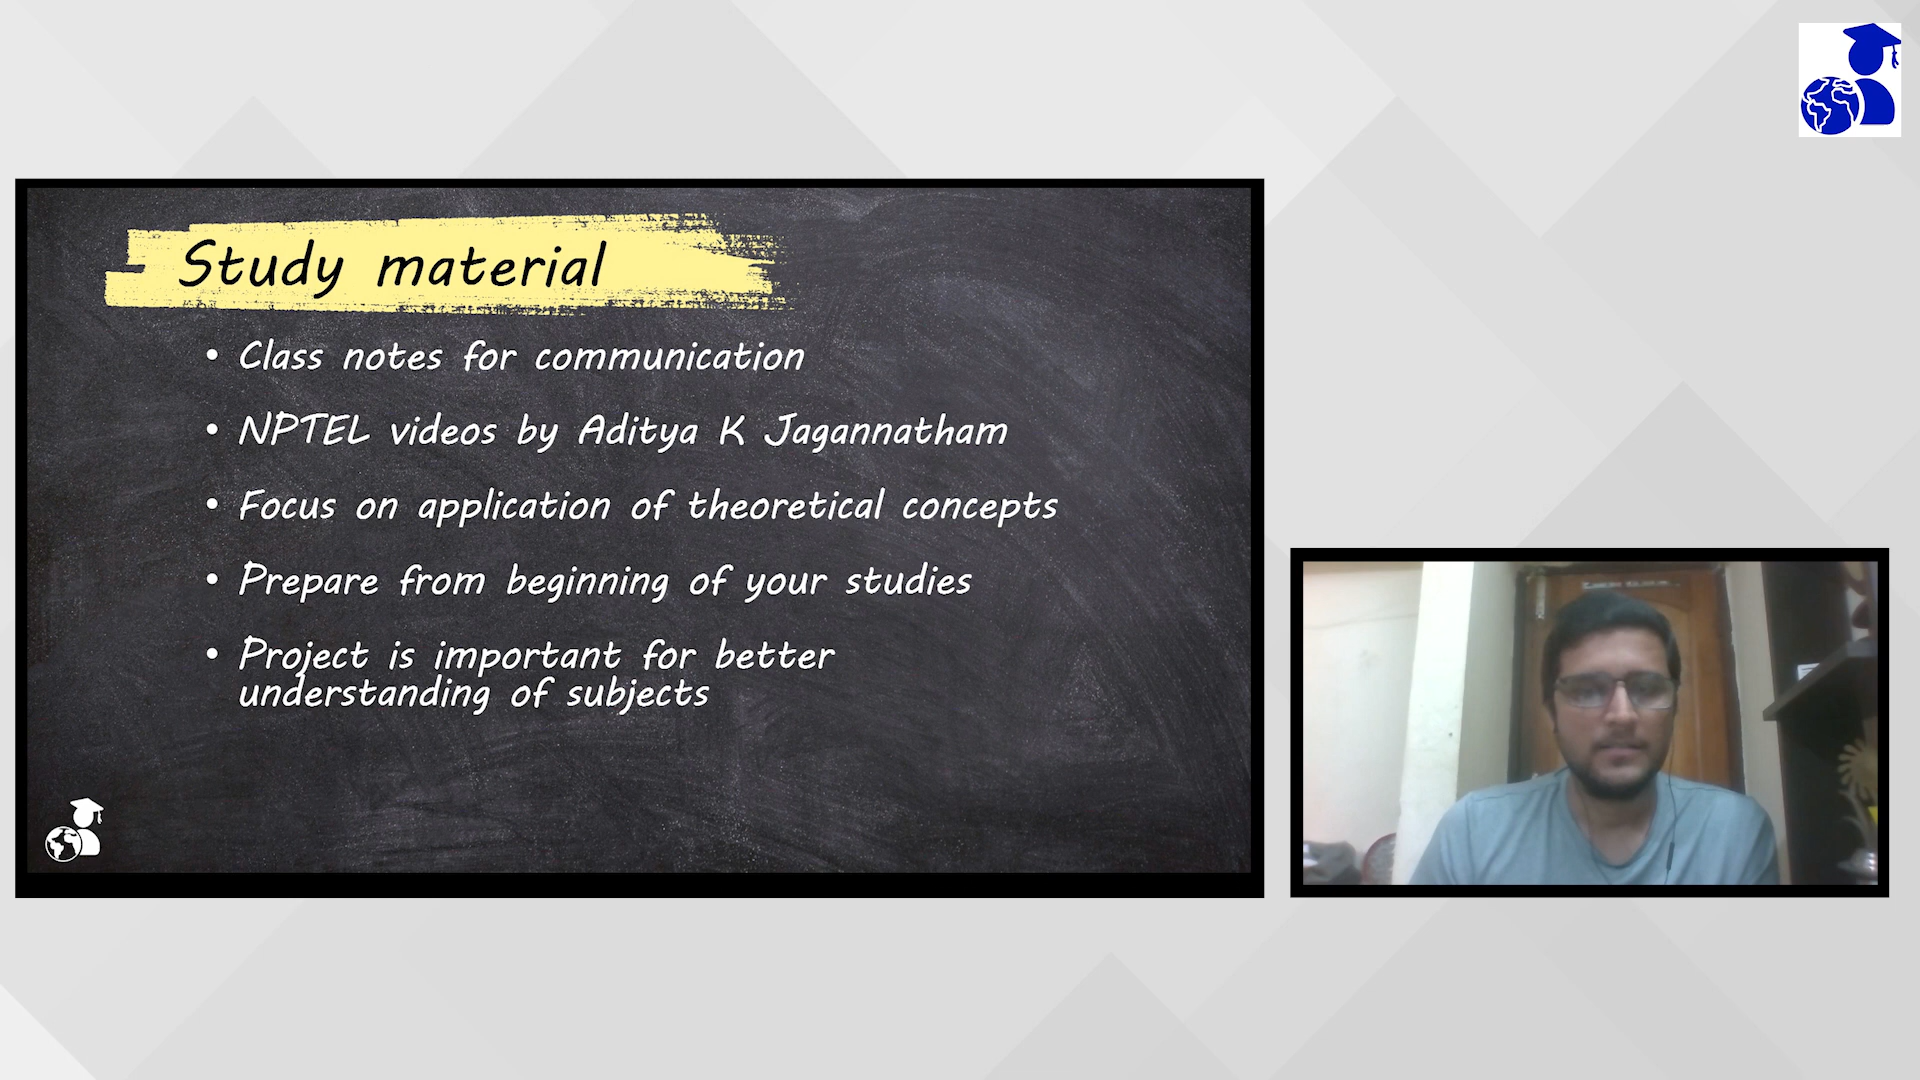 Study material
• Class notes for communication
• NPTEL videos by Aditya K Jagannatham
• Focus on application of theoretical concepts
• Prepare from beginning of your studies
• Project is important for better
understanding of subjects